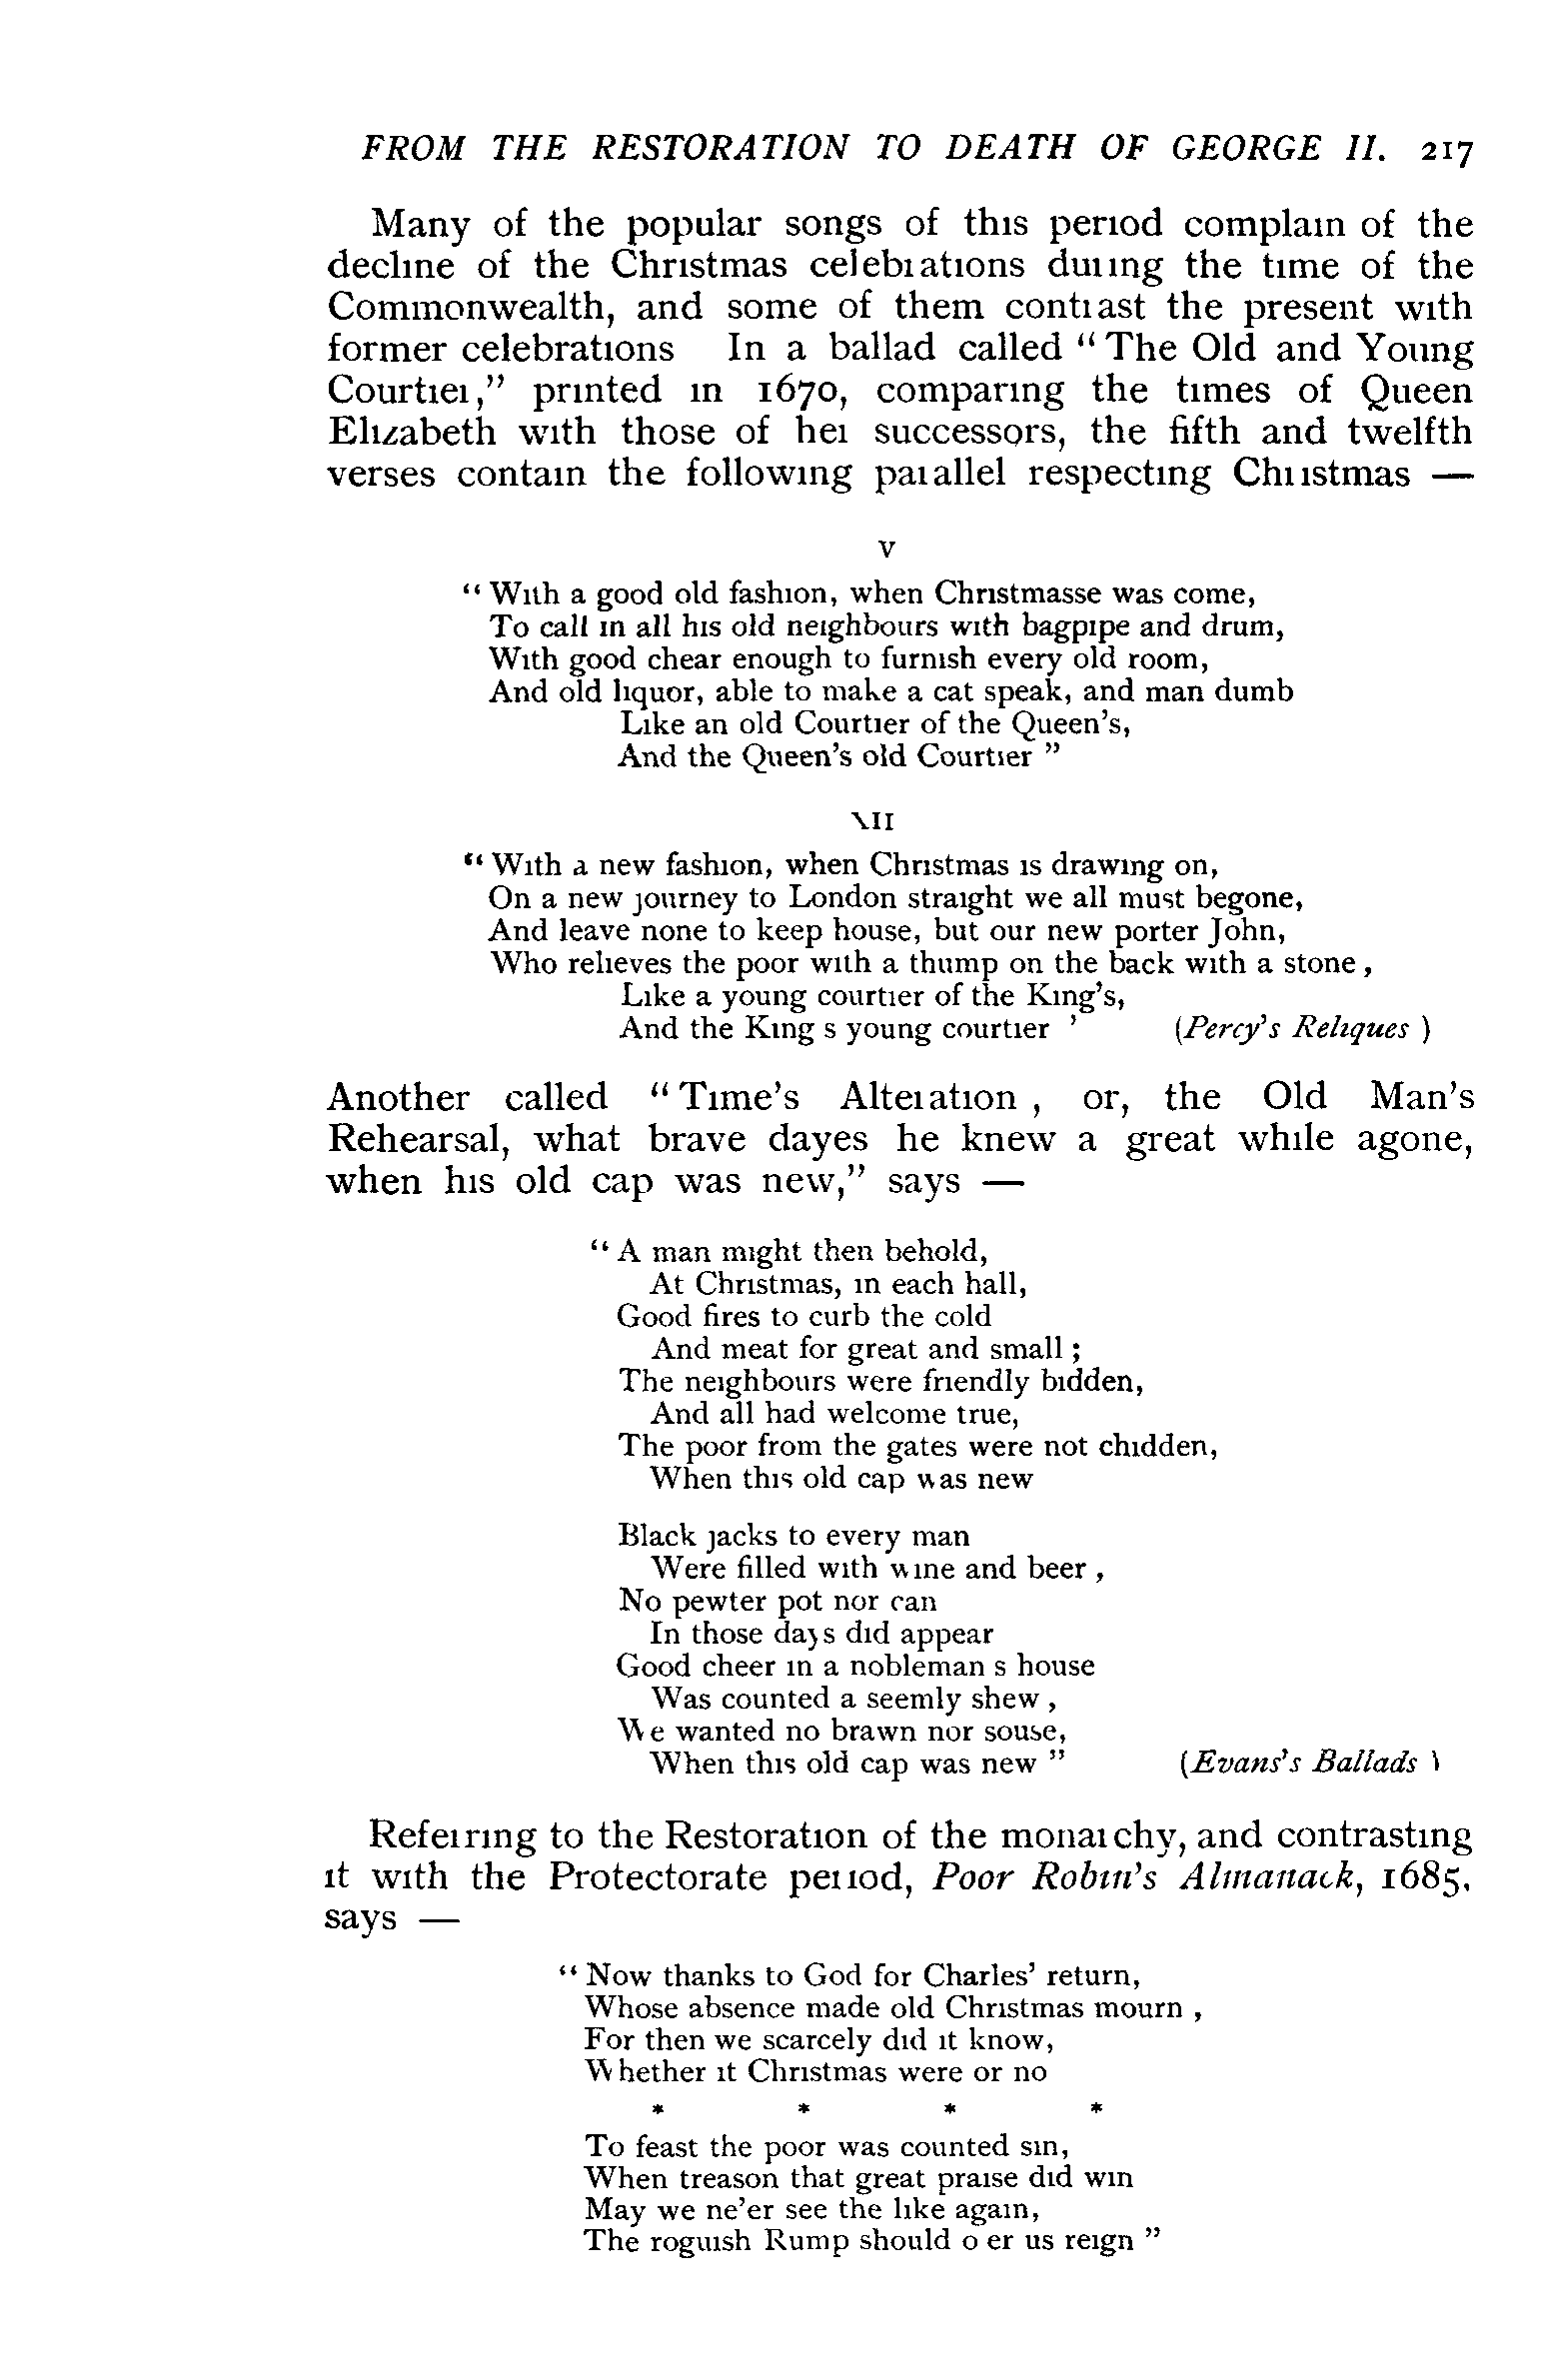 FROM THE RESTORATION TO DEATH OF GEORGE II. 217
Many of the popular songs of this period complain of the
decline of the Christmas celebrations during the time of the
Commonwealth, and some of them contrast the present with
former celebrations In a ballad called “The Old and Young
Courtier,” printed in 1670, comparing the times of Queen
Elizabeth with those of her successors, the fifth and twelfth
verses contain the following parallel respecting Christmas —
V
“With a good old fashion, when Christmasse was come,
To call in all his old neighbours with bagpipe and drum,
With good chear enough to furnish every old room,
And old liquor, able to make a cat speak, and man dumb
Like an old Courtier of the Queen's,
And the Queen's old Courtier ”
XII
“With a new fashion, when Christmas is drawing on,
On a new journey to London straight we all must begone,
And leave none to keep house, but our new porter John,
Who relieves the poor with a thump on the back with a stone,
Like a young courtier of the King's,
And the King s young courtier ’ (Percy's Reliques )
Another called “Time's Alteration , or, the Old Man's
Rehearsal, what brave dayes he knew a great while agone,
when his old cap was new,” says —
“A man might then behold,
At Christmas, in each hall,
Good fires to curb the cold
And meat for great and small;
The neighbours were friendly bidden,
And all had welcome true,
The poor from the gates were not chidden,
When this old cap was new
Black jacks to every man
Were filled with wine and beer ,
No pewter pot nor can
In those days did appear
Good cheer in a nobleman s house
Was counted a seemly shew ,
We wanted no brawn nor souse,
When this old cap was new ” (Evans's Ballads )
Referring to the Restoration of the monarchy, and contrasting
it with the Protectorate period, Poor Robin's Almanack, 1685,
says —
“Now thanks to God for Charles' return,
Whose absence made old Christmas mourn ,
For then we scarcely did it know,
Whether it Christmas were or no
* * * *
To feast the poor was counted sin,
When treason that great praise did win
May we ne'er see the like again,
The roguish Rump should o er us reign ”